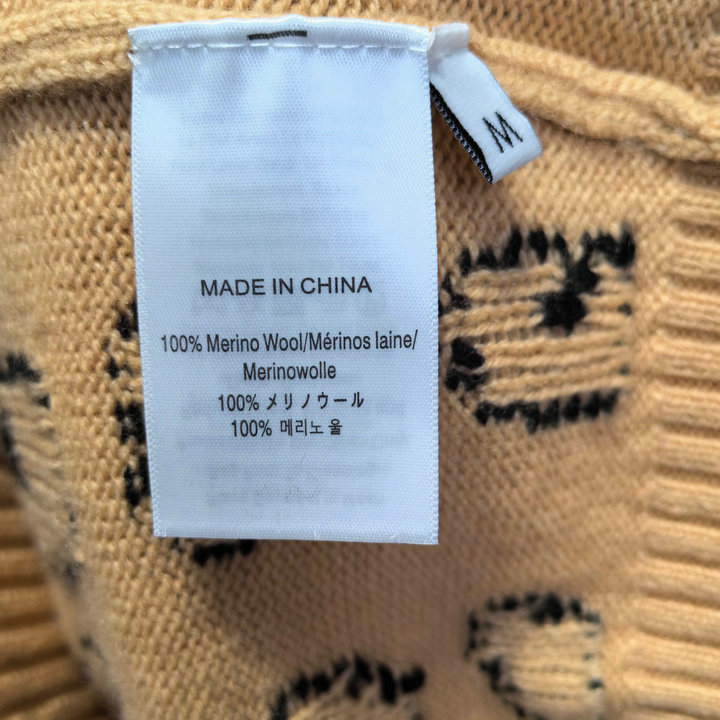 M
MADE IN CHINA
100% Merino Wool/Mérinos laine/
Merinowolle
100% メリノウール
100% 메리노 울